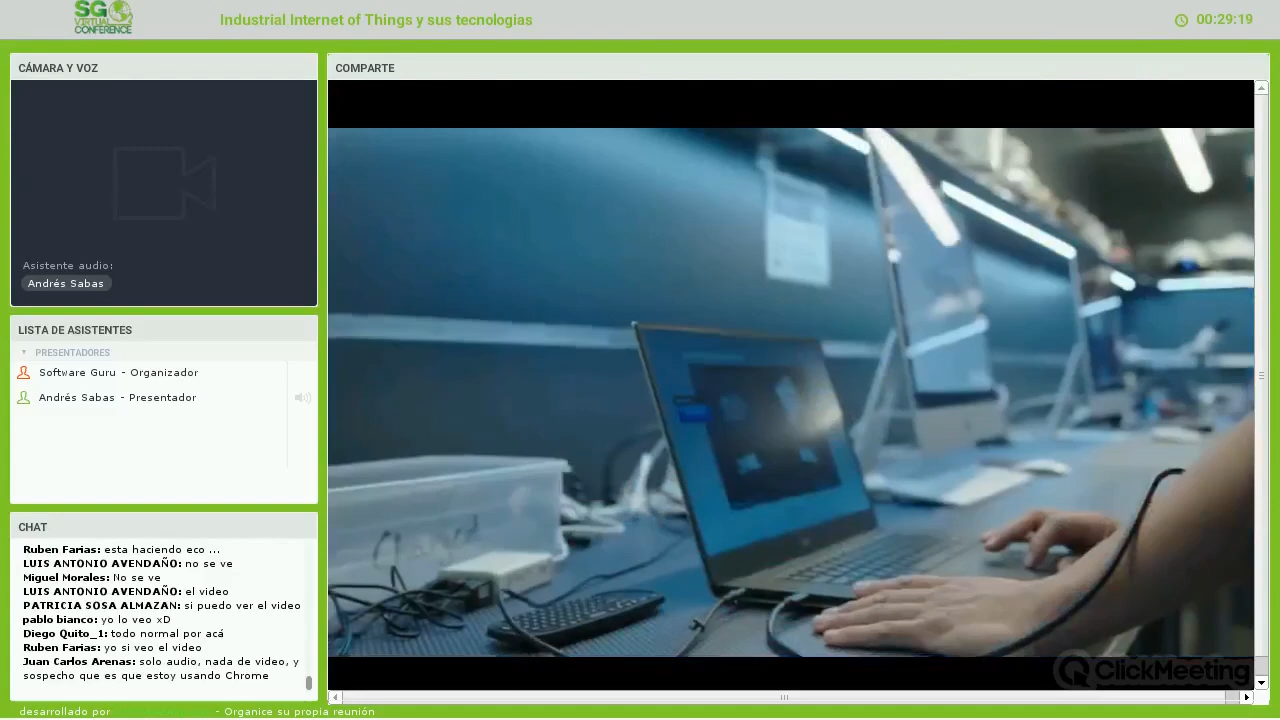 SG
VIRTUAL
CONFERENCE
Industrial Internet of Things y sus tecnologias
00:29:19
CÁMARA Y VOZ
Asistente audio:
Andrés Sabas
LISTA DE ASISTENTES
PRESENTADORES
Software Guru - Organizador
Andrés Sabas - Presentador
CHAT
Ruben Farias: esta haciendo eco ...
LUIS ANTONIO AVENDAÑO: no se ve
Miguel Morales: No se ve
LUIS ANTONIO AVENDAÑO: el video
PATRICIA SOSA ALMAZAN: si puedo ver el video
pablo bianco: yo lo veo xD
Diego Quito_1: todo normal por acá
Ruben Farias: yo si veo el video
Juan Carlos Arenas: solo audio, nada de video, y
sospecho que es que estoy usando Chrome
desarrollado por - Organice su propia reunión
COMPARTE
ClickMeeting